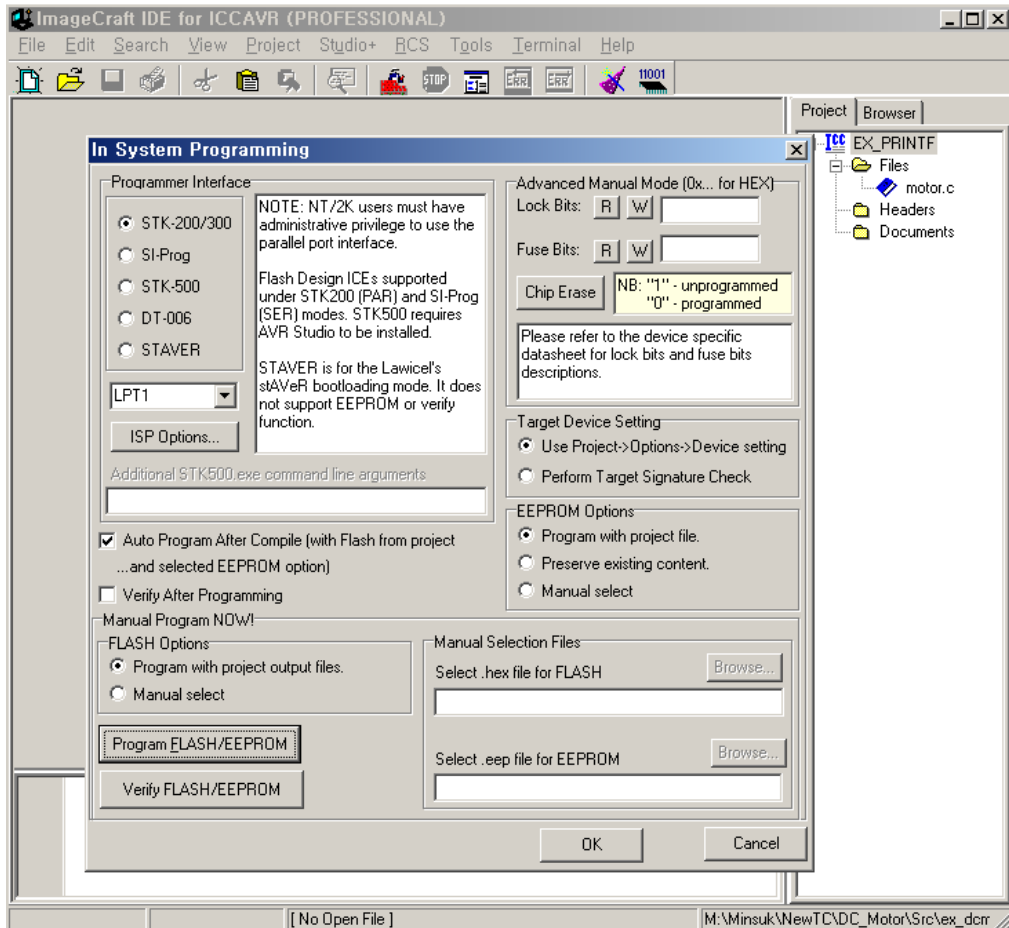 ImageCraft IDE for ICCAVR (PROFESSIONAL)
File Edit Search View Project Studio+ RCS Tools Terminal Help
STOP ERR ERR 11001
Project Browser
ICC EX_PRINTF
Files
motor.c
Headers
Documents
In System Programming
Programmer Interface
STK-200/300
SI-Prog
STK-500
DT-006
STAVER
LPT1
ISP Options...
NOTE: NT/2K users must have
administrative privilege to use the
parallel port interface.
Flash Design ICEs supported
under STK200 (PAR) and SI-Prog
(SER) modes. STK500 requires
AVR Studio to be installed.
STAVER is for the Lawicel's
stAVeR bootloading mode. It does
not support EEPROM or verify
function.
Additional STK500.exe command line arguments
Auto Program After Compile (with Flash from project
...and selected EEPROM option)
Verify After Programming
Advanced Manual Mode (0x... for HEX)
Lock Bits: R W
Fuse Bits: R W
Chip Erase
NB: "1" - unprogrammed
"0" - programmed
Please refer to the device specific
datasheet for lock bits and fuse bits
descriptions.
Target Device Setting
Use Project->Options->Device setting
Perform Target Signature Check
EEPROM Options
Program with project file.
Preserve existing content.
Manual select
Manual Program NOW!
FLASH Options
Program with project output files.
Manual select
Program FLASH/EEPROM
Verify FLASH/EEPROM
Manual Selection Files
Select .hex file for FLASH
Browse...
Select .eep file for EEPROM
Browse...
OK
Cancel
[ No Open File ]
M:\Minsuk\NewTC\DC_Motor\Src\ex_dcm